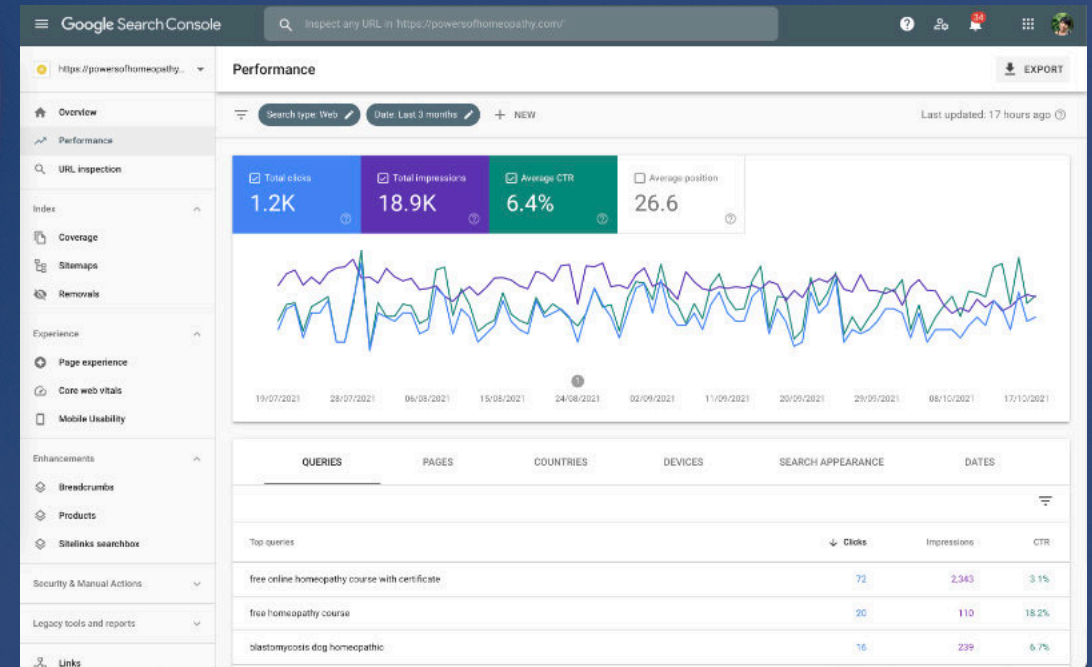 Google Search Console
Inspect any URL in 'https://powersofhomeopathy.com/'
34
https://powersofhomeopathy...
Performance
EXPORT
Overview
Performance
URL inspection
Index
Coverage
Sitemaps
Removals
Experience
Page experience
Core web vitals
Mobile Usability
Enhancements
Breadcrumbs
Products
Sitelinks searchbox
Security & Manual Actions
Legacy tools and reports
Links
Search type: Web
Date: Last 3 months
+ NEW
Last updated: 17 hours ago
Total clicks
1.2K
Total impressions
18.9K
Average CTR
6.4%
Average position
26.6
1
19/07/2021 28/07/2021 06/08/2021 15/08/2021 24/08/2021 02/09/2021 11/09/2021 20/09/2021 29/09/2021 08/10/2021 17/10/2021
QUERIES PAGES COUNTRIES DEVICES SEARCH APPEARANCE DATES
Top queries Clicks Impressions CTR
free online homeopathy course with certificate 72 2,343 3.1%
free homeapathy course 20 110 18.2%
blastomycosis dog homeopathic 16 239 6.7%